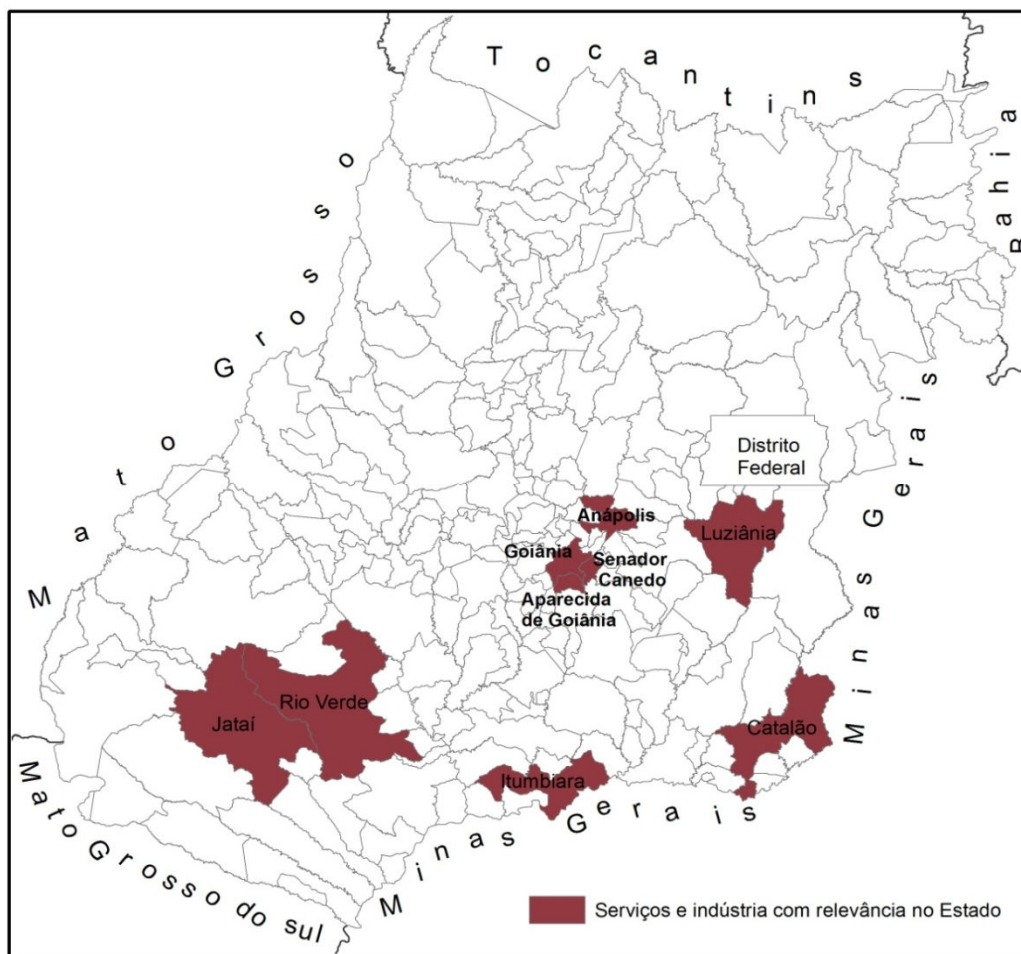 Tocantins
Bahia
Mato Grosso
Minas Gerais
Distrito
Federal
Anápolis
Luziânia
Goiânia
Senador
Canedo
Aparecida
de Goiânia
Rio Verde
Jataí
Catalão
Itumbiara
Minas Gerais
Mato Grosso do sul
Serviços e indústria com relevância no Estado